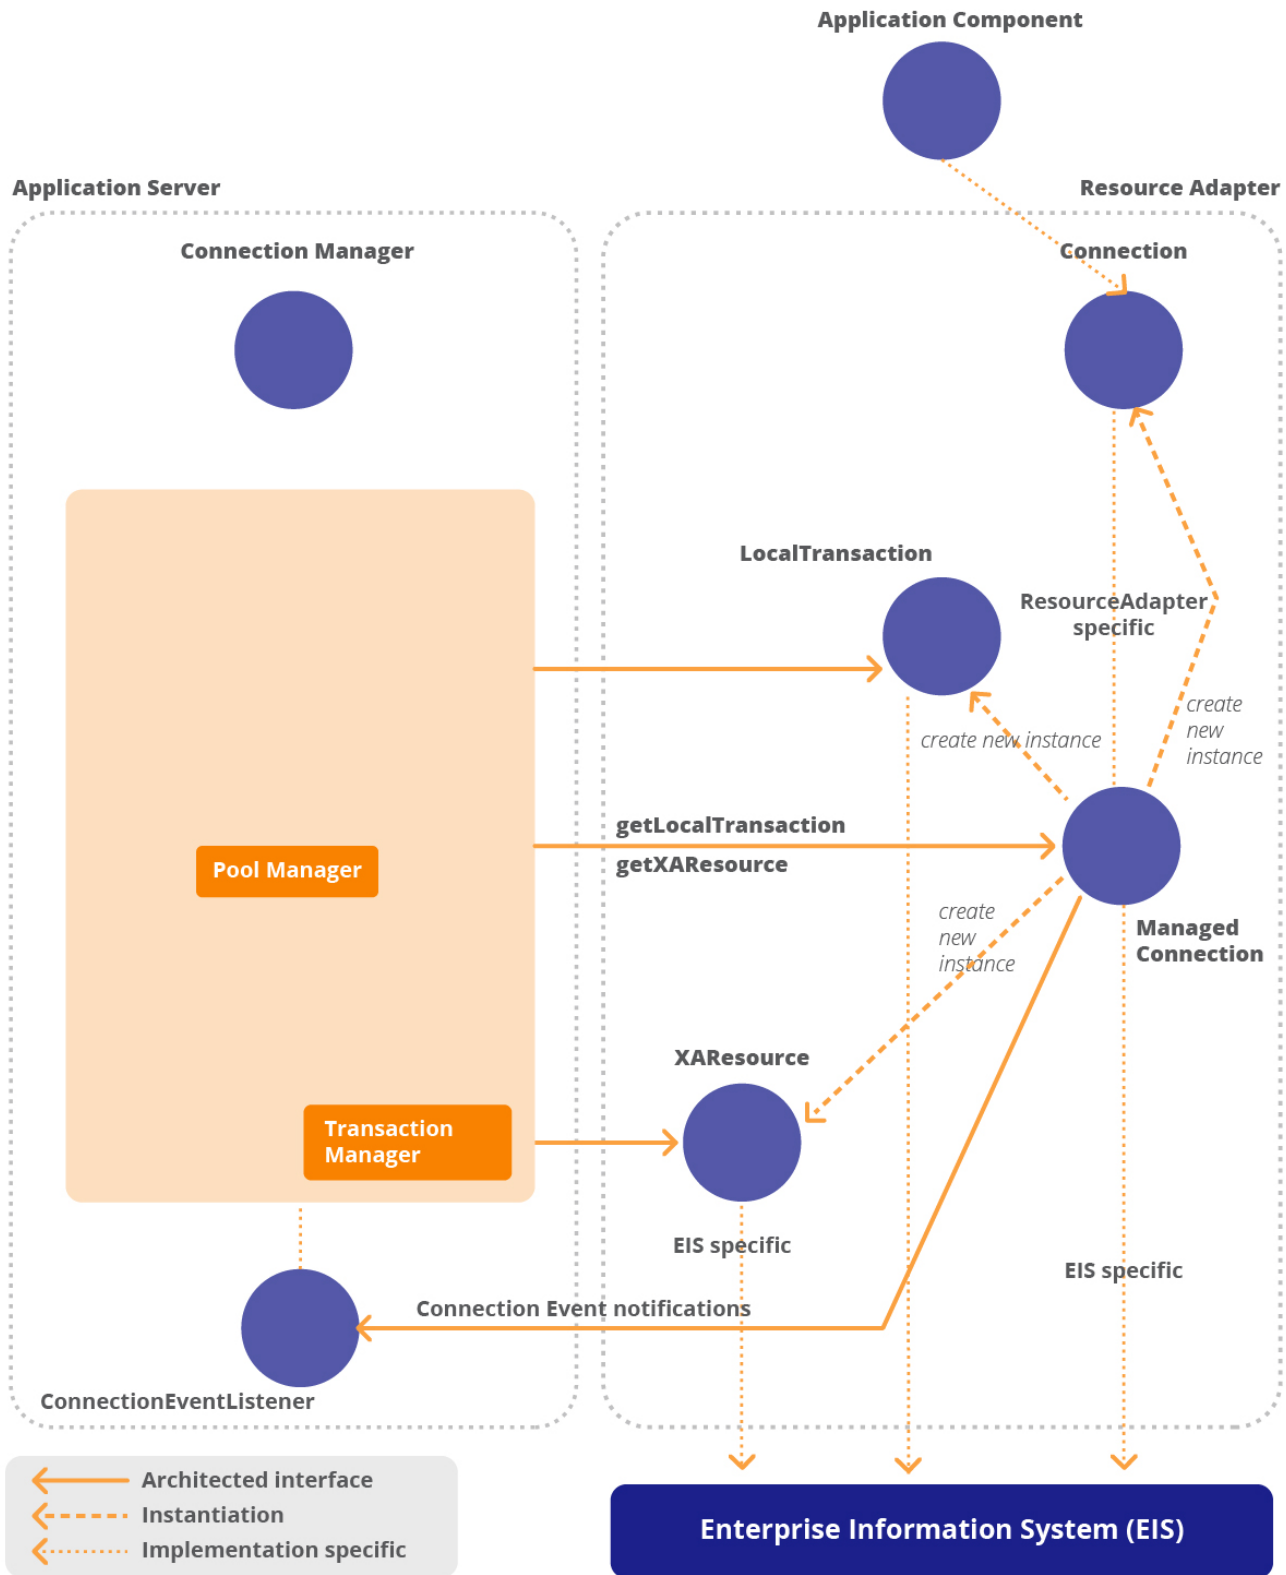 Application Component
Application Server
Resource Adapter
Connection Manager
Connection
LocalTransaction
ResourceAdapter
specific
create
new
instance
create new instance
getLocalTransaction
getXAResource
Pool Manager
create
new
instance
Managed
Connection
XAResource
Transaction
Manager
EIS specific
EIS specific
Connection Event notifications
ConnectionEventListener
Architected interface
Instantiation
Implementation specific
Enterprise Information System (EIS)